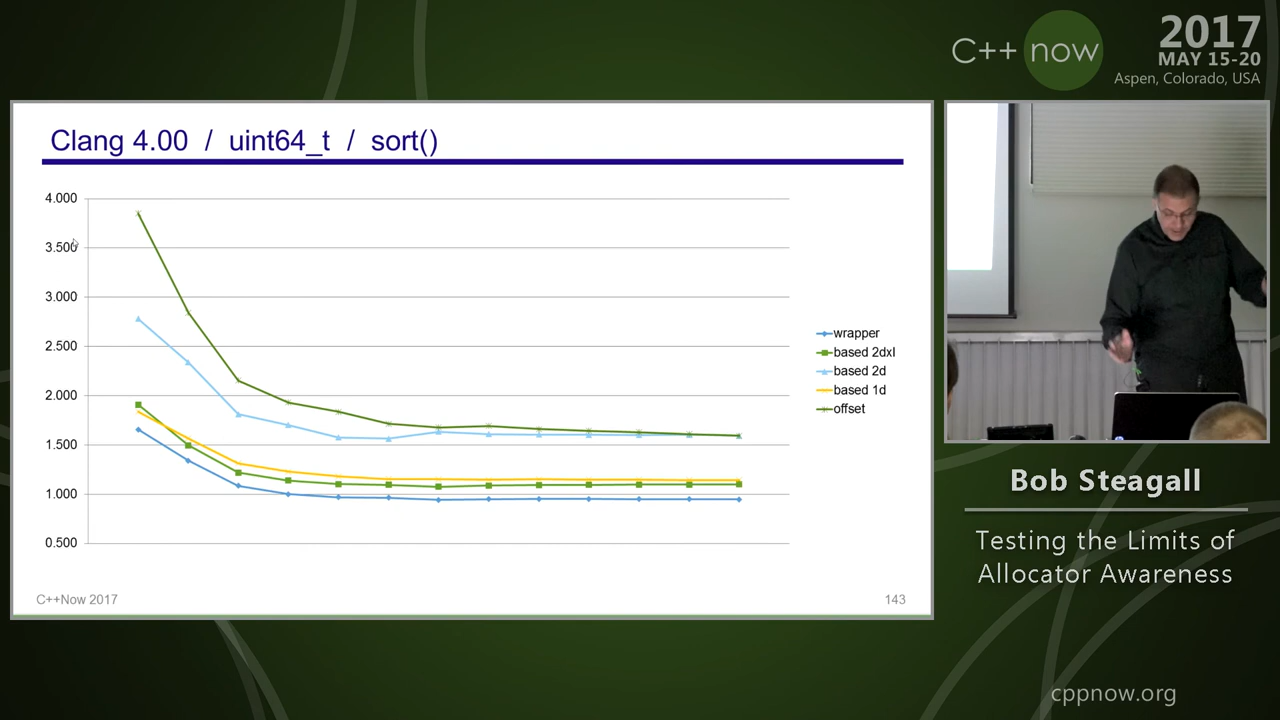 C++ now
2017
MAY 15-20
Aspen, Colorado, USA
Clang 4.00 / uint64_t / sort()
4.000
3.500
3.000
2.500
2.000
1.500
1.000
0.500
wrapper
based 2dxl
based 2d
based 1d
offset
C++Now 2017
143
Bob Steagall
Testing the Limits of
Allocator Awareness
cppnow.org